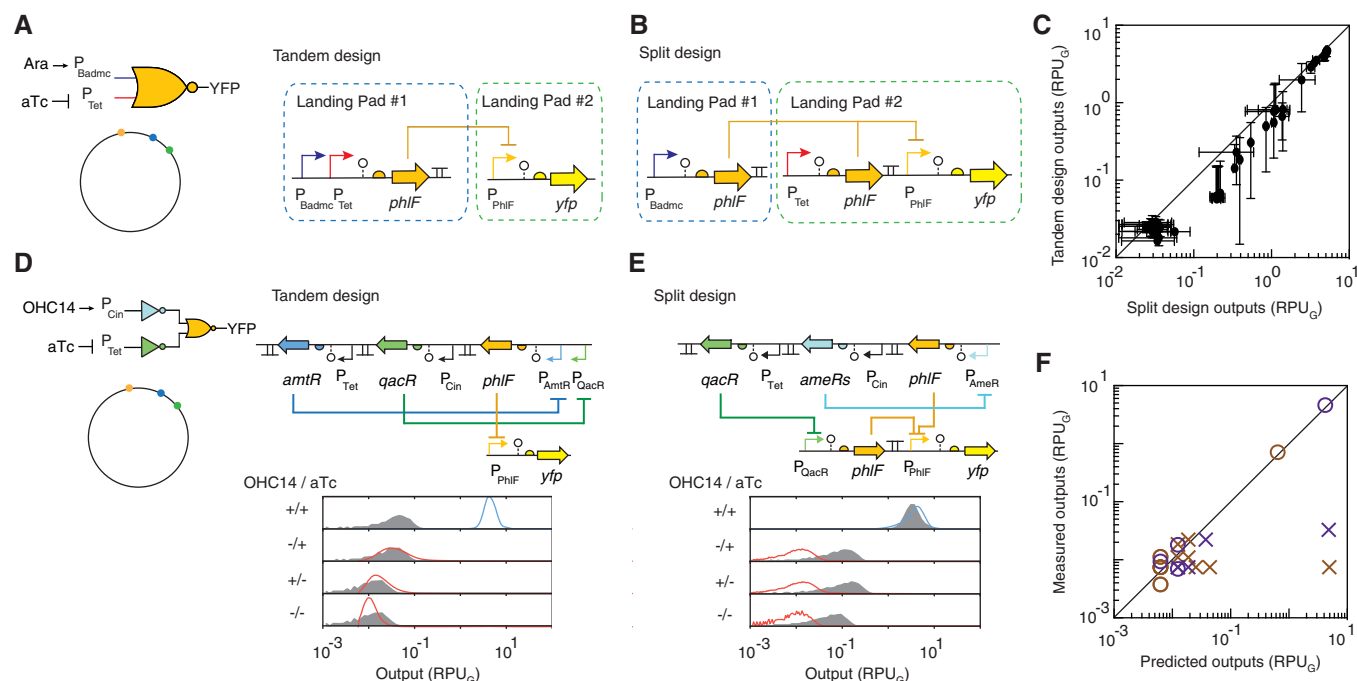 A
Ara
P Badmc
aTc
P Tet
YFP
Tandem design
Landing Pad #1
Landing Pad #2
P Badmc
P Tet
phlF
P PhlF
yfp
B
Split design
Landing Pad #1
Landing Pad #2
P Badmc
phlF
P Tet
phlF
P PhlF
yfp
C
Tandem design outputs (RPU_G)
10^1
10^0
10^-1
10^-2
10^-2
10^-1
10^0
10^1
Split design outputs (RPU_G)
D
OHC14
P Cin
aTc
P Tet
YFP
Tandem design
amtR
P Tet
qacR
P Cin
phlF
P AmtR
P QacR
P PhlF
yfp
OHC14 / aTc
+/+
-/+
+/-
-/-
10^-3
10^-1
10^1
Output (RPU_G)
E
Split design
qacR
P Tet
ameRs
P Cin
phlF
P AmeR
P QacR
phlF
P PhlF
yfp
OHC14 / aTc
+/+
-/+
+/-
-/-
10^-3
10^-1
10^1
Output (RPU_G)
F
Measured outputs (RPU_G)
10^1
10^-1
10^-3
10^-3
10^-1
10^1
Predicted outputs (RPU_G)